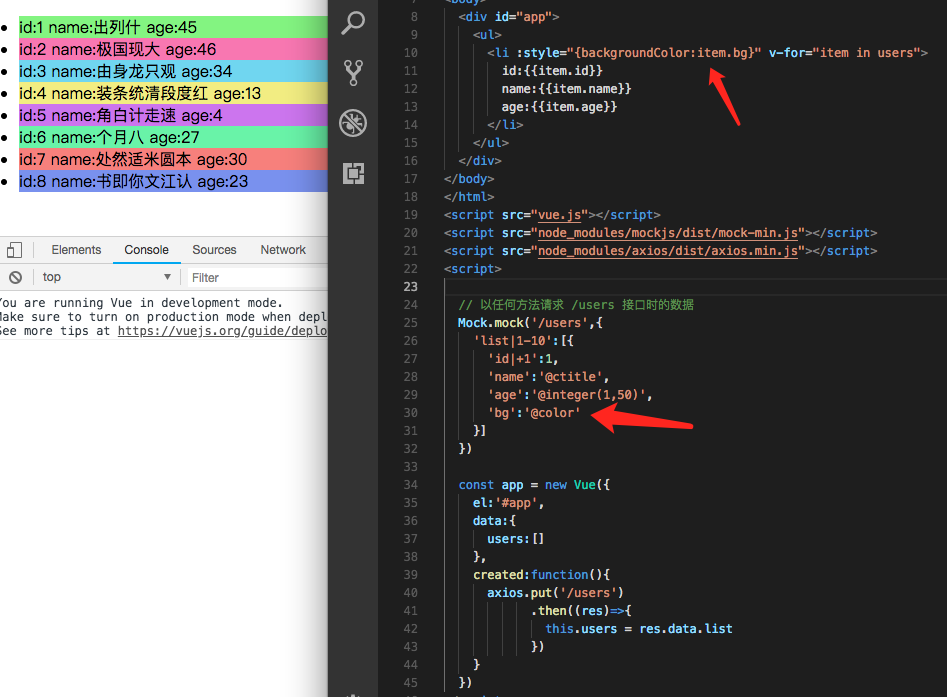 id:1 name:出列什 age:45
id:2 name:极国现大 age:46
id:3 name:由身龙只观 age:34
id:4 name:装条统清段度红 age:13
id:5 name:角白计走速 age:4
id:6 name:个月八 age:27
id:7 name:处然适米圆本 age:30
id:8 name:书即你文江认 age:23
Elements Console Sources Network
top Filter
You are running Vue in development mode.
Make sure to turn on production mode when depl
See more tips at https://vuejs.org/guide/deplo
7 <body>
8 <div id="app">
9 <ul>
10 <li :style="{backgroundColor:item.bg}" v-for="item in users">
11 id:{{item.id}}
12 name:{{item.name}}
13 age:{{item.age}}
14 </li>
15 </ul>
16 </div>
17 </body>
18 </html>
19 <script src="vue.js"></script>
20 <script src="node_modules/mockjs/dist/mock-min.js"></script>
21 <script src="node_modules/axios/dist/axios.min.js"></script>
22 <script>
23
24 // 以任何方法请求 /users 接口时的数据
25 Mock.mock('/users',{
26 'list|1-10':[{
27 'id|+1':1,
28 'name':'@ctitle',
29 'age':'@integer(1,50)',
30 'bg':'@color'
31 }]
32 })
33
34 const app = new Vue({
35 el:'#app',
36 data:{
37 users:[]
38 },
39 created:function(){
40 axios.put('/users')
41 .then((res)=>{
42 this.users = res.data.list
43 })
44 }
45 })